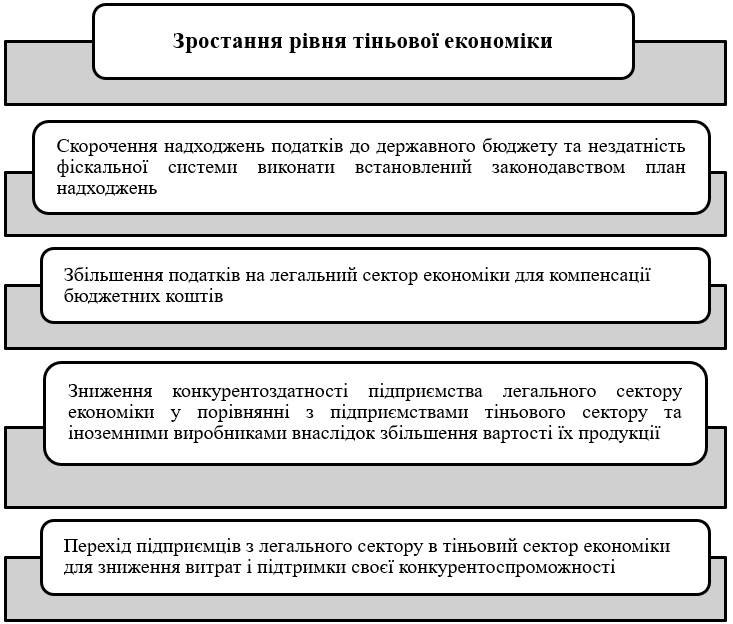 Зростання рівня тіньової економіки
Скорочення надходжень податків до державного бюджету та нездатність
фіскальної системи виконати встановлений законодавством план
надходжень
Збільшення податків на легальний сектор економіки для компенсації
бюджетних коштів
Зниження конкурентоздатності підприємства легального сектору
економіки у порівнянні з підприємствами тіньового сектору та
іноземними виробниками внаслідок збільшення вартості їх продукції
Перехід підприємців з легального сектору в тіньовий сектор економіки
для зниження витрат і підтримки своєї конкурентоспроможності